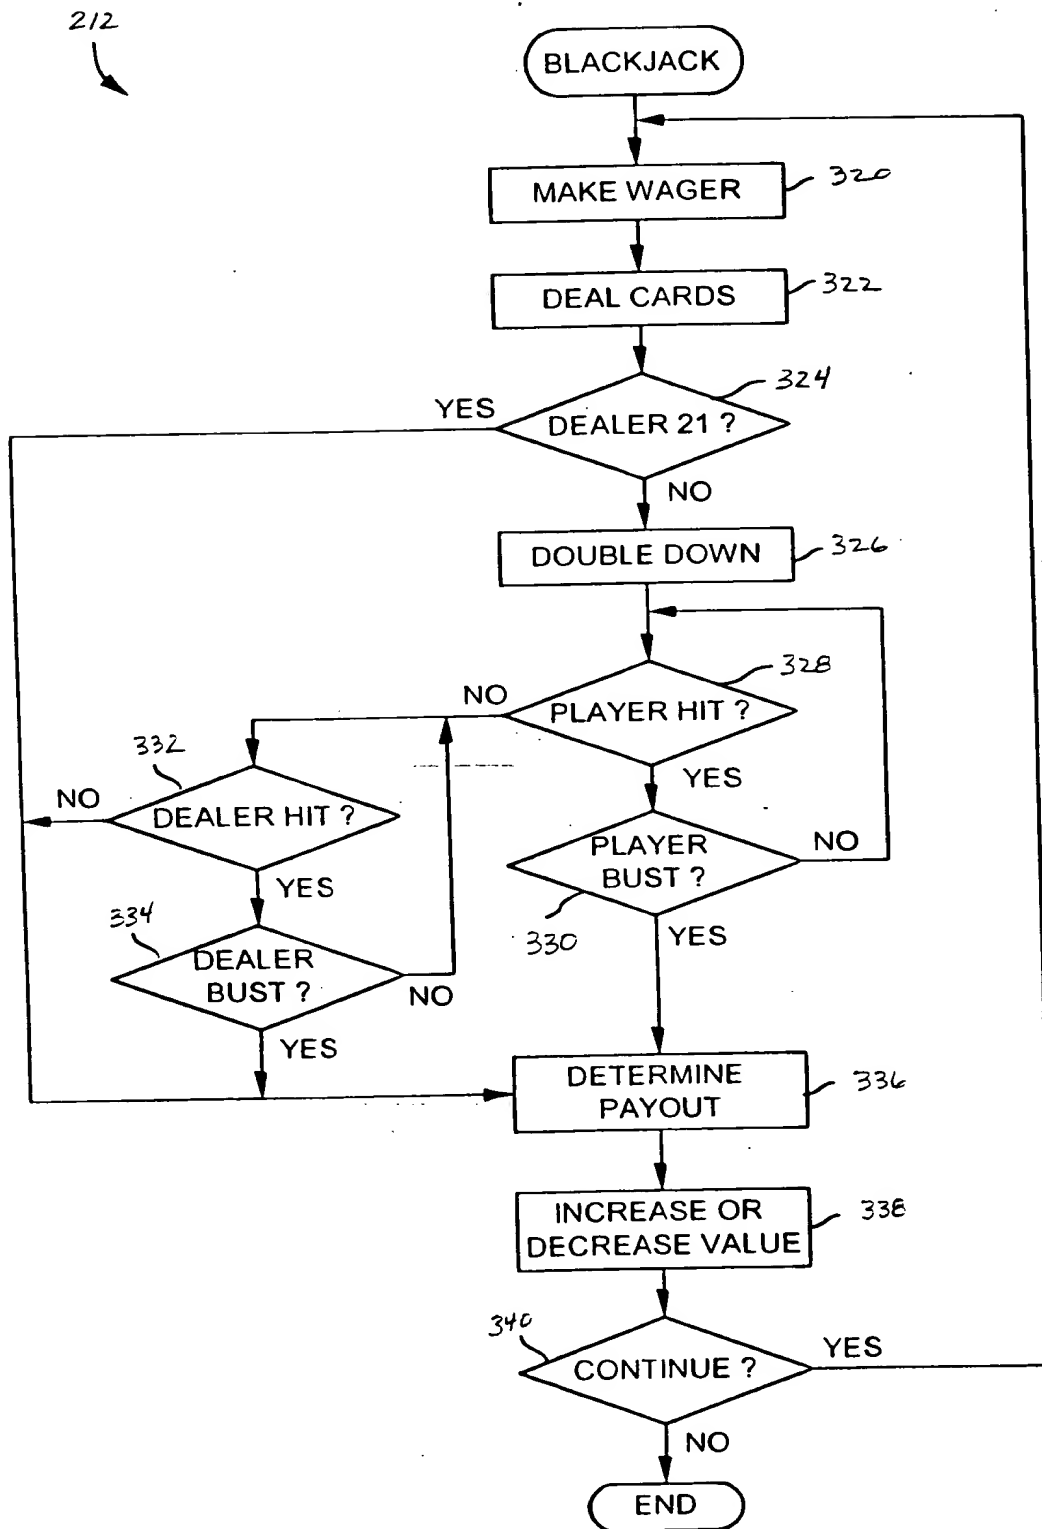 212
BLACKJACK
MAKE WAGER
320
DEAL CARDS
322
324
YES
DEALER 21 ?
NO
DOUBLE DOWN
326
328
NO
PLAYER HIT ?
332
YES
NO
DEALER HIT ?
PLAYER
BUST ?
NO
YES
334
330
YES
DEALER
BUST ?
NO
YES
DETERMINE
PAYOUT
336
INCREASE OR
DECREASE VALUE
338
340
YES
CONTINUE ?
NO
END